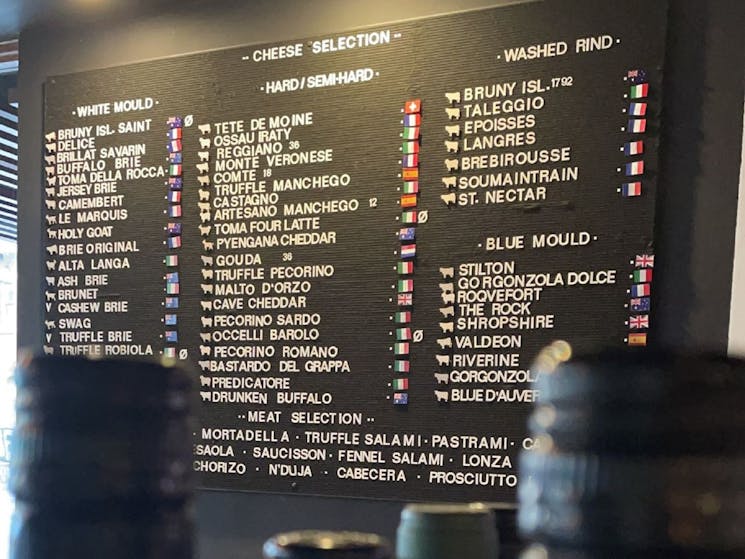 ·· CHEESE SELECTION ··
· WHITE MOULD ·
BRUNY ISL SAINT
DELICE
BRILLAT SAVARIN
BUFFALO BRIE
TOMA DELLA ROCCA
JERSEY BRIE
CAMEMBERT
LE MARQUIS
HOLY GOAT
BRIE ORIGINAL
ALTA LANGA
ASH BRIE
BRUNET
V CASHEW BRIE
SWAG
V TRUFFLE BRIE
TRUFFLE ROBIOLA
· HARD/SEMI-HARD ·
TETE DE MOINE
OSSAU IRATY
REGGIANO 36
MONTE VERONESE
COMTE 18
TRUFFLE MANCHEGO
CASTAGNO
ARTESANO MANCHEGO 12
TOMA FOUR LATTE
PYENGANA CHEDDAR
GOUDA 36
TRUFFLE PECORINO
MALTO D'ORZO
CAVE CHEDDAR
PECORINO SARDO
OCCELLI BAROLO
PECORINO ROMANO
BASTARDO DEL GRAPPA
PREDICATORE
DRUNKEN BUFFALO
· WASHED RIND ·
BRUNY ISL. 1792
TALEGGIO
EPOISSES
LANGRES
BREBIROUSSE
SOUMAINTRAIN
ST. NECTAR
· BLUE MOULD ·
STILTON
GORGONZOLA DOLCE
ROQVEFORT
THE ROCK
SHROPSHIRE
VALDEON
RIVERINE
GORGONZOLA
BLUE D'AUVER
·· MEAT SELECTION ··
MORTADELLA · TRUFFLE SALAMI · PASTRAMI ·
SAUCISSON · FENNEL SALAMI · LONZA
CHORIZO · N'DUJA · CABECERA · PROSCIUTTO